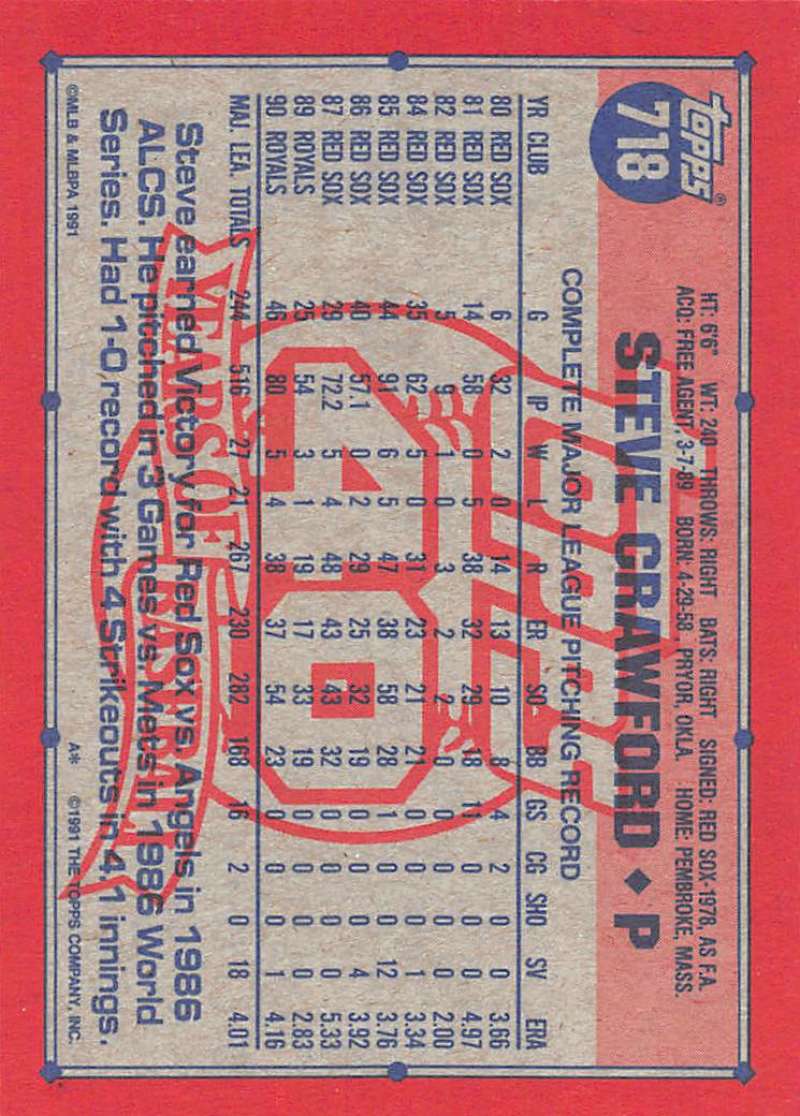 topps®
718
HT: 6'6" WT: 240 THROWS: RIGHT BATS: RIGHT SIGNED: RED SOX-1978, AS F.A.
ACQ: FREE AGENT, 3-7-89 BORN: 4-29-58, PRYOR, OKLA. HOME: PEMBROKE, MASS.
STEVE CRAWFORD ♦ P
COMPLETE MAJOR LEAGUE PITCHING RECORD
YR CLUB G IP W L R ER SO BB GS CG SHO SV ERA
80 RED SOX 6 32 2 0 14 13 10 8 4 2 0 0 3.66
81 RED SOX 14 58 0 5 38 32 29 18 11 0 0 0 4.97
82 RED SOX 5 9 1 0 3 2 2 0 0 0 0 0 2.00
84 RED SOX 35 62 5 0 31 23 21 21 0 0 0 1 3.34
85 RED SOX 44 91 6 5 47 38 58 28 1 0 0 12 3.76
86 RED SOX 40 57.1 0 2 29 25 32 19 0 0 0 4 3.92
87 RED SOX 29 72.2 5 4 48 43 43 32 0 0 0 0 5.33
89 ROYALS 25 54 3 1 19 17 33 19 0 0 0 0 2.83
90 ROYALS 46 80 5 4 38 37 54 23 0 0 0 1 4.16
MAJ. LEA. TOTALS 244 516 27 21 267 230 282 168 16 2 0 18 4.01
topps
40
YEARS OF BASEBALL
Steve earned Victory for Red Sox vs. Angels in 1986
ALCS. He pitched in 3 Games vs. Mets in 1986 World
Series. Had 1-0 record with 4 Strikeouts in 4.1 innings.
©MLB & MLBPA 1991 A* ©1991 THE TOPPS COMPANY, INC.